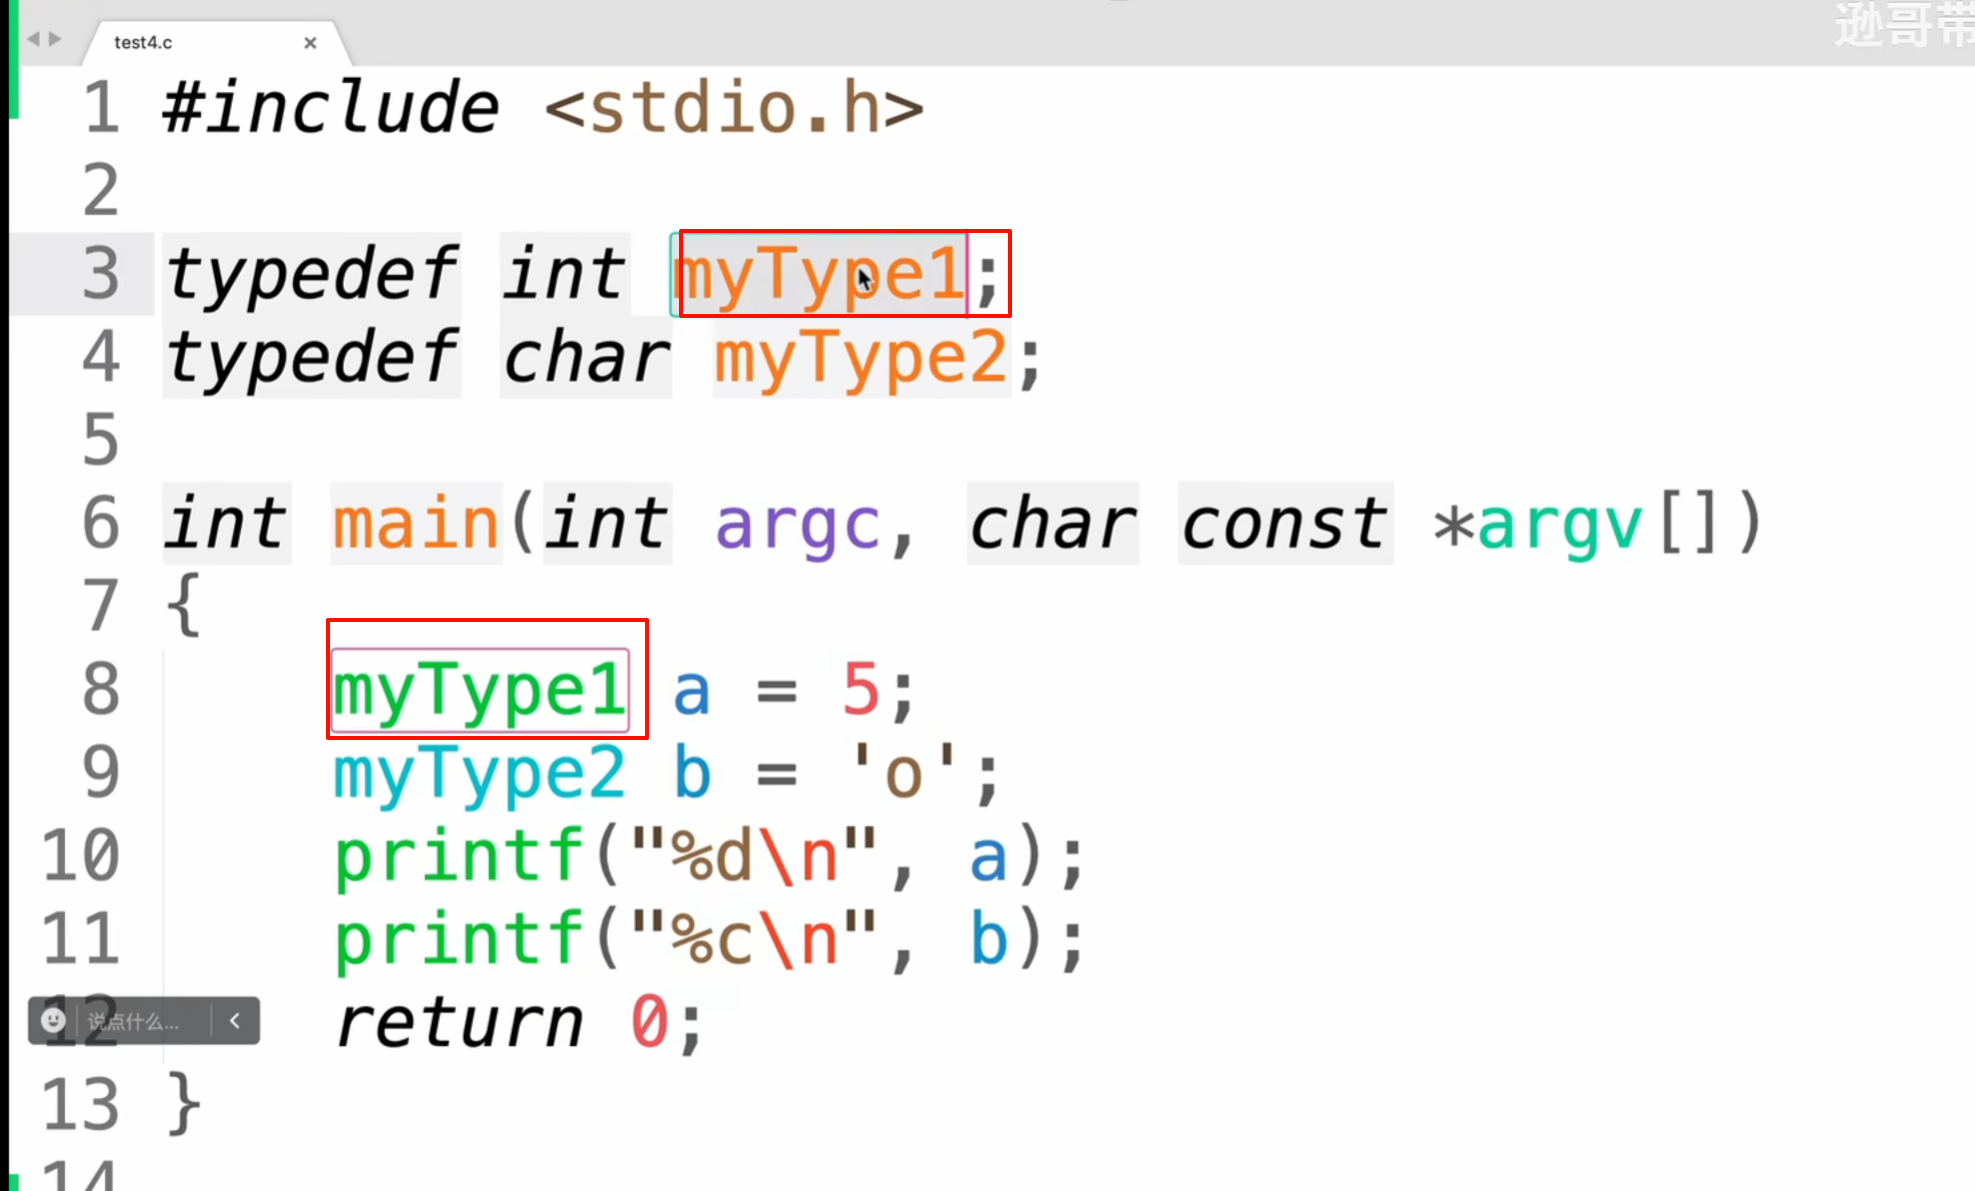 逊哥带
test4.c ×
1 #include <stdio.h>
2
3 typedef int myType1;
4 typedef char myType2;
5
6 int main(int argc, char const *argv[])
7 {
8 myType1 a = 5;
9 myType2 b = 'o';
10 printf("%d\n", a);
11 printf("%c\n", b);
12 return 0;
说点什么...
13 }
14